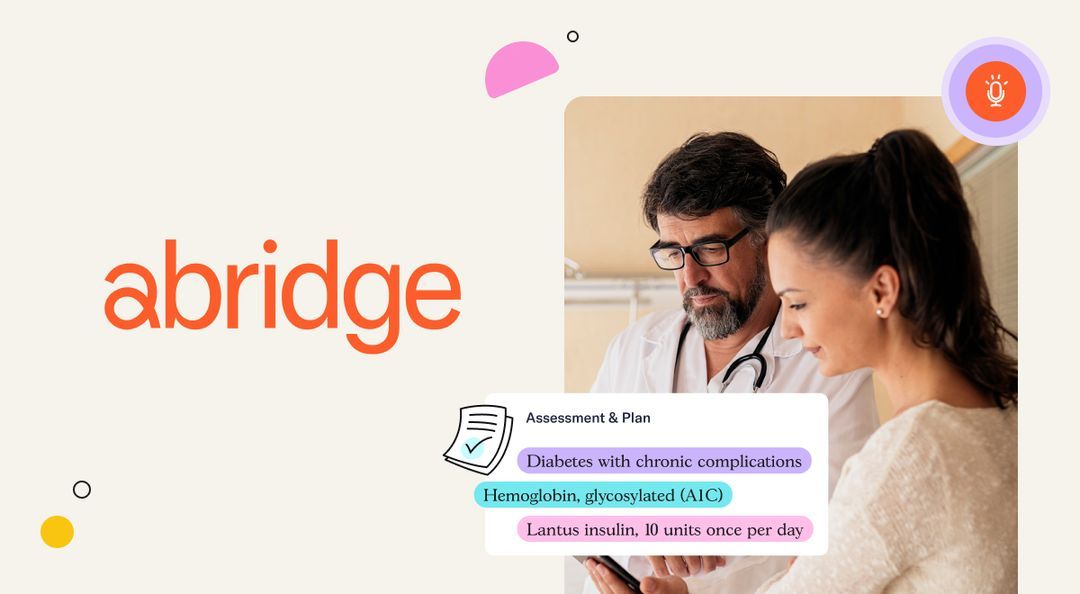 abridge
Assessment & Plan
Diabetes with chronic complications
Hemoglobin, glycosylated (A1C)
Lantus insulin, 10 units once per day